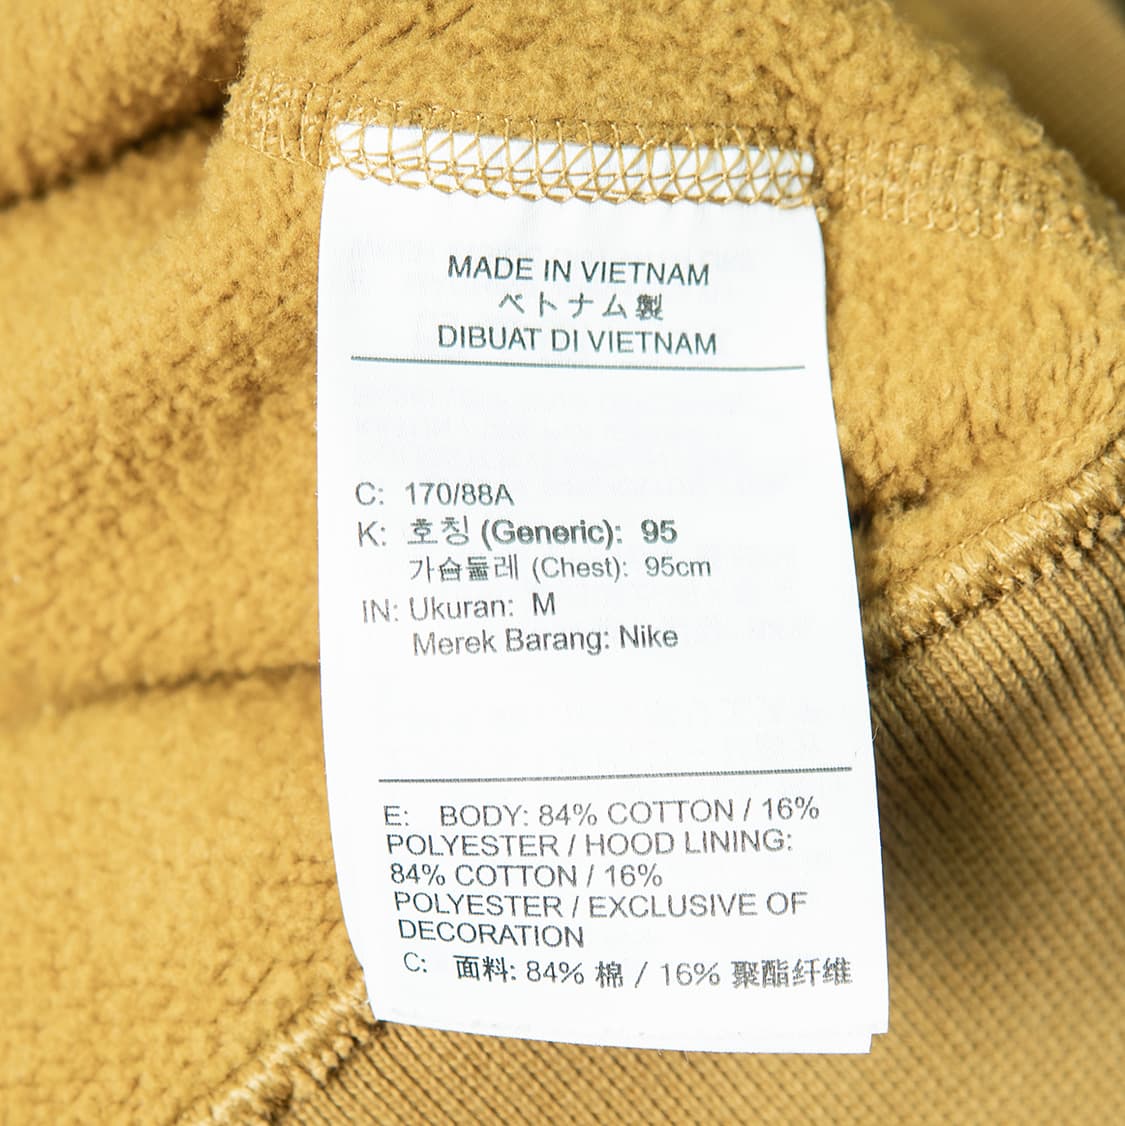 MADE IN VIETNAM
ベトナム製
DIBUAT DI VIETNAM
C: 170/88A
K: 호칭 (Generic): 95
가슴둘레 (Chest): 95cm
IN: Ukuran: M
Merek Barang: Nike
E: BODY: 84% COTTON / 16%
POLYESTER / HOOD LINING:
84% COTTON / 16%
POLYESTER / EXCLUSIVE OF
DECORATION
C: 面料: 84% 棉 / 16% 聚酯纤维